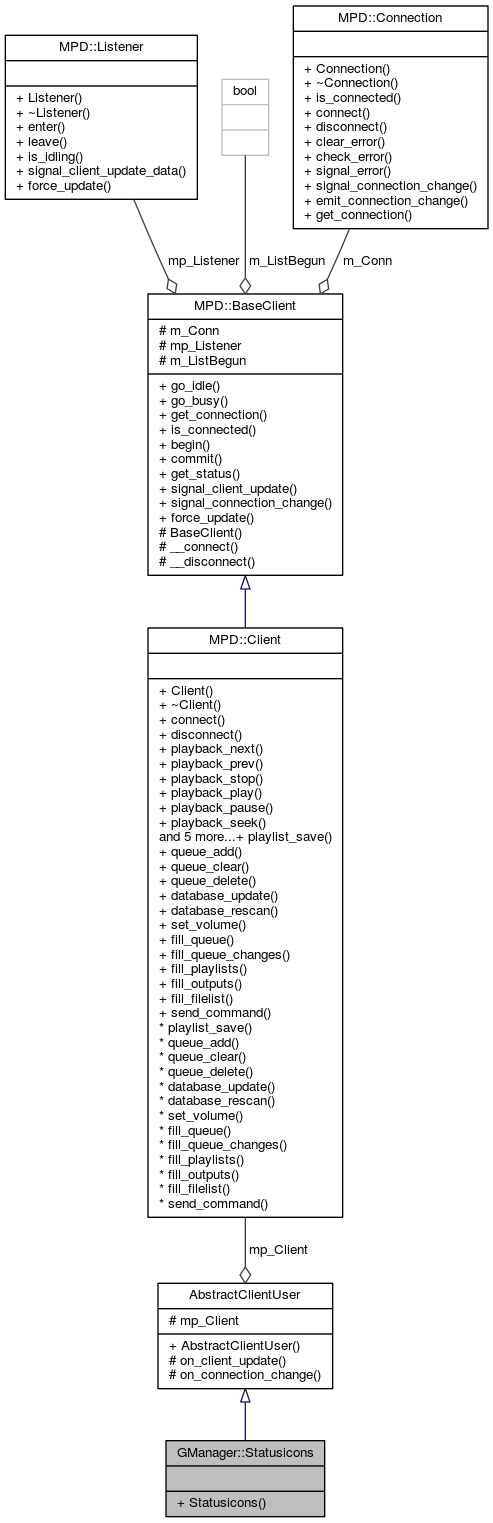 MPD::Listener
+ Listener()
+ ~Listener()
+ enter()
+ leave()
+ is_idling()
+ signal_client_update_data()
+ force_update()
bool
MPD::Connection
+ Connection()
+ ~Connection()
+ is_connected()
+ connect()
+ disconnect()
+ clear_error()
+ check_error()
+ signal_error()
+ signal_connection_change()
+ emit_connection_change()
+ get_connection()
mp_Listener
m_ListBegun
m_Conn
MPD::BaseClient
# m_Conn
# mp_Listener
# m_ListBegun
+ go_idle()
+ go_busy()
+ get_connection()
+ is_connected()
+ begin()
+ commit()
+ get_status()
+ signal_client_update()
+ signal_connection_change()
+ force_update()
# BaseClient()
# __connect()
# __disconnect()
MPD::Client
+ Client()
+ ~Client()
+ connect()
+ disconnect()
+ playback_next()
+ playback_prev()
+ playback_stop()
+ playback_play()
+ playback_pause()
+ playback_seek()
and 5 more...+ playlist_save()
+ queue_add()
+ queue_clear()
+ queue_delete()
+ database_update()
+ database_rescan()
+ set_volume()
+ fill_queue()
+ fill_queue_changes()
+ fill_playlists()
+ fill_outputs()
+ fill_filelist()
+ send_command()
* playlist_save()
* queue_add()
* queue_clear()
* queue_delete()
* database_update()
* database_rescan()
* set_volume()
* fill_queue()
* fill_queue_changes()
* fill_playlists()
* fill_outputs()
* fill_filelist()
* send_command()
mp_Client
AbstractClientUser
# mp_Client
+ AbstractClientUser()
# on_client_update()
# on_connection_change()
GManager::Statusicons
+ Statusicons()